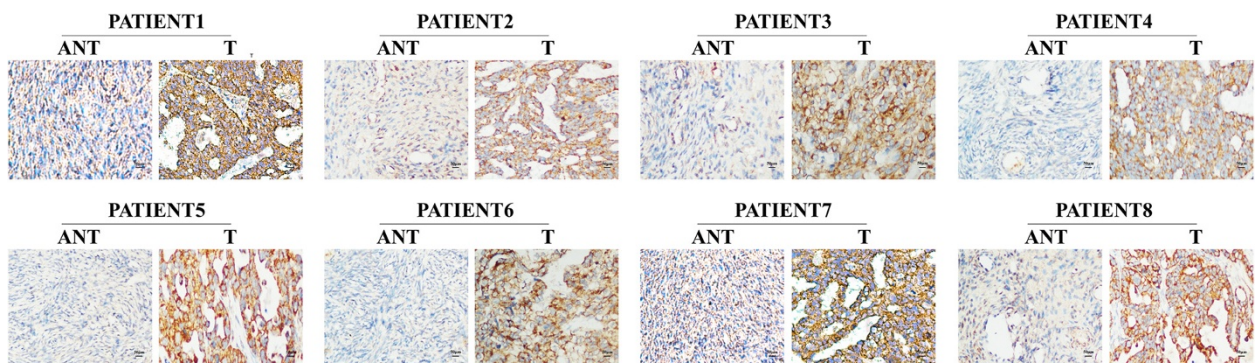 PATIENT1 PATIENT2 PATIENT3 PATIENT4
ANT T ANT T ANT T ANT T
PATIENT5 PATIENT6 PATIENT7 PATIENT8
ANT T ANT T ANT T ANT T